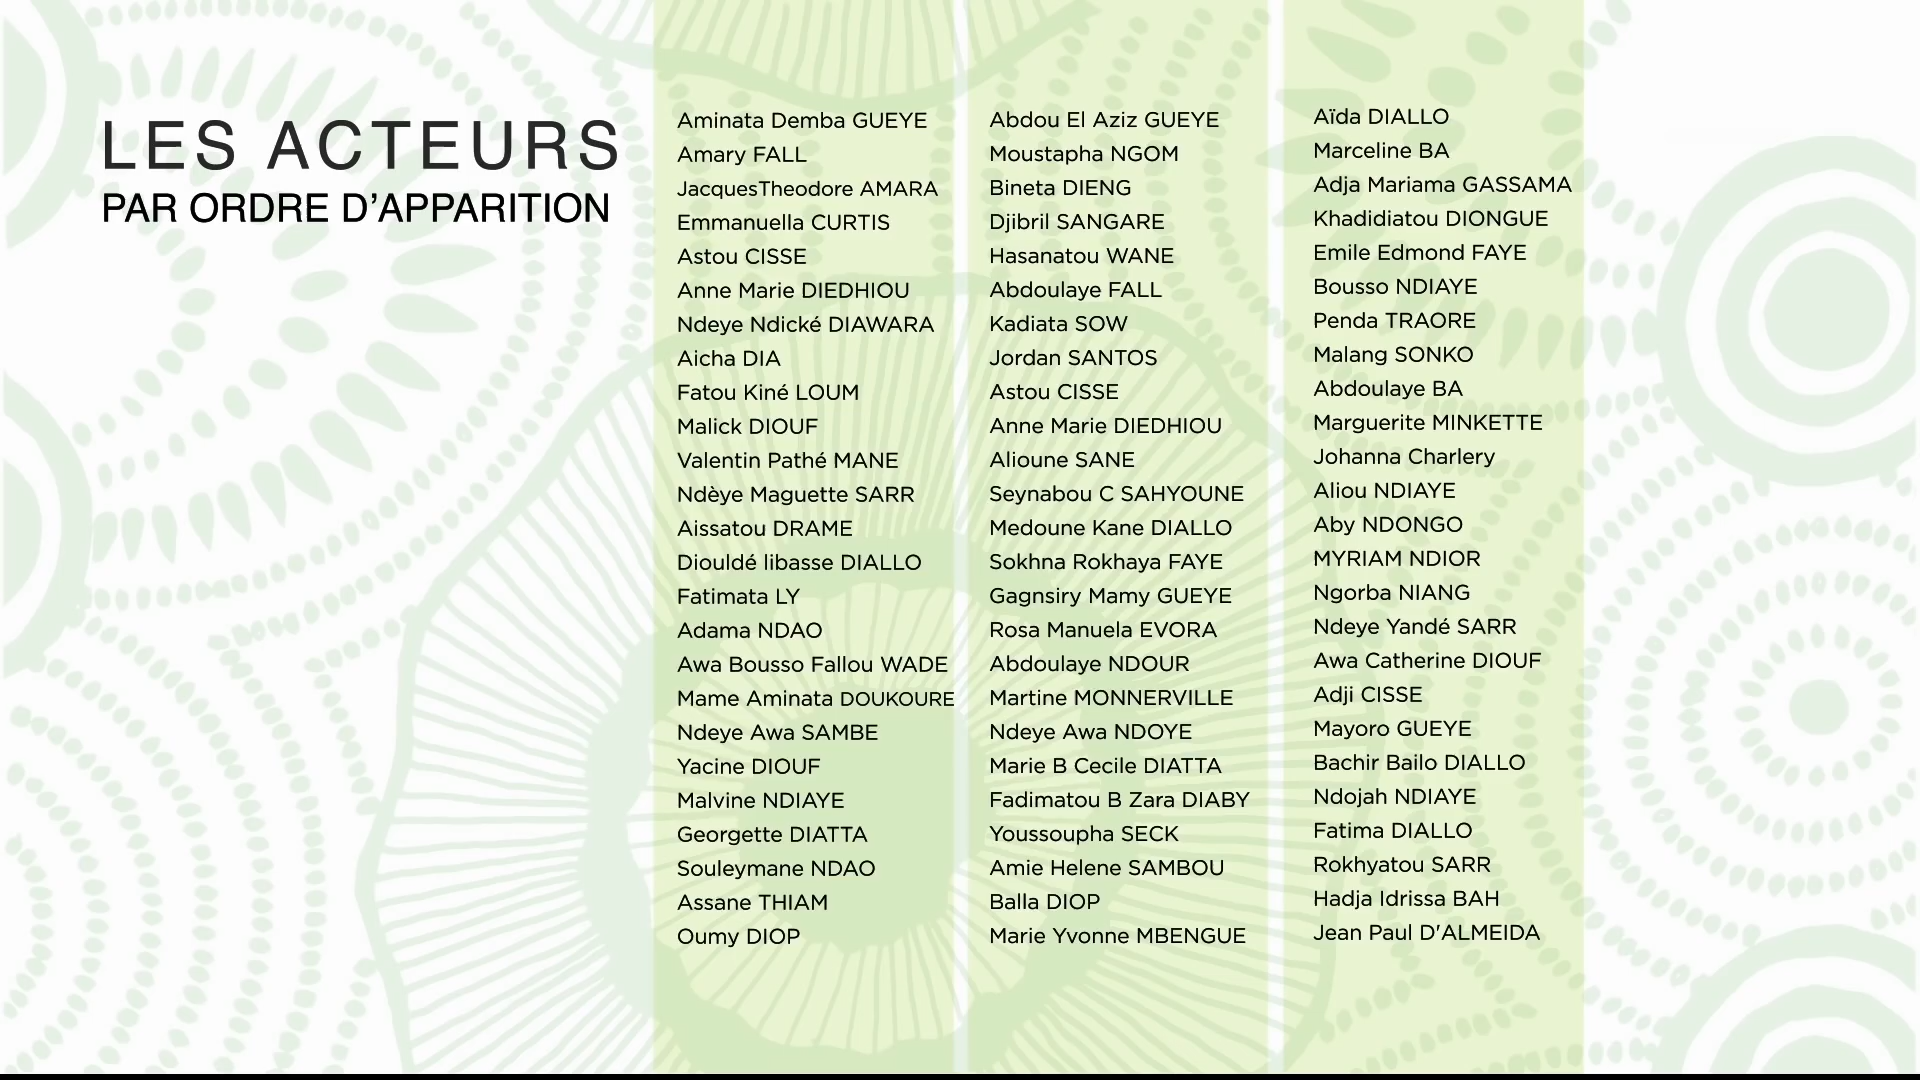 LES ACTEURS
PAR ORDRE D’APPARITION
Aminata Demba GUEYE
Amary FALL
JacquesTheodore AMARA
Emmanuella CURTIS
Astou CISSE
Anne Marie DIEDHIOU
Ndeye Ndické DIAWARA
Aicha DIA
Fatou Kiné LOUM
Malick DIOUF
Valentin Pathé MANE
Ndèye Maguette SARR
Aissatou DRAME
Diouldé libasse DIALLO
Fatimata LY
Adama NDAO
Awa Bousso Fallou WADE
Mame Aminata DOUKOURE
Ndeye Awa SAMBE
Yacine DIOUF
Malvine NDIAYE
Georgette DIATTA
Souleymane NDAO
Assane THIAM
Oumy DIOP
Abdou El Aziz GUEYE
Moustapha NGOM
Bineta DIENG
Djibril SANGARE
Hasanatou WANE
Abdoulaye FALL
Kadiata SOW
Jordan SANTOS
Astou CISSE
Anne Marie DIEDHIOU
Alioune SANE
Seynabou C SAHYOUNE
Medoune Kane DIALLO
Sokhna Rokhaya FAYE
Gagnsiry Mamy GUEYE
Rosa Manuela EVORA
Abdoulaye NDOUR
Martine MONNERVILLE
Ndeye Awa NDOYE
Marie B Cecile DIATTA
Fadimatou B Zara DIABY
Youssoupha SECK
Amie Helene SAMBOU
Balla DIOP
Marie Yvonne MBENGUE
Aïda DIALLO
Marceline BA
Adja Mariama GASSAMA
Khadidiatou DIONGUE
Emile Edmond FAYE
Bousso NDIAYE
Penda TRAORE
Malang SONKO
Abdoulaye BA
Marguerite MINKETTE
Johanna Charlery
Aliou NDIAYE
Aby NDONGO
MYRIAM NDIOR
Ngorba NIANG
Ndeye Yandé SARR
Awa Catherine DIOUF
Adji CISSE
Mayoro GUEYE
Bachir Bailo DIALLO
Ndojah NDIAYE
Fatima DIALLO
Rokhyatou SARR
Hadja Idrissa BAH
Jean Paul D'ALMEIDA